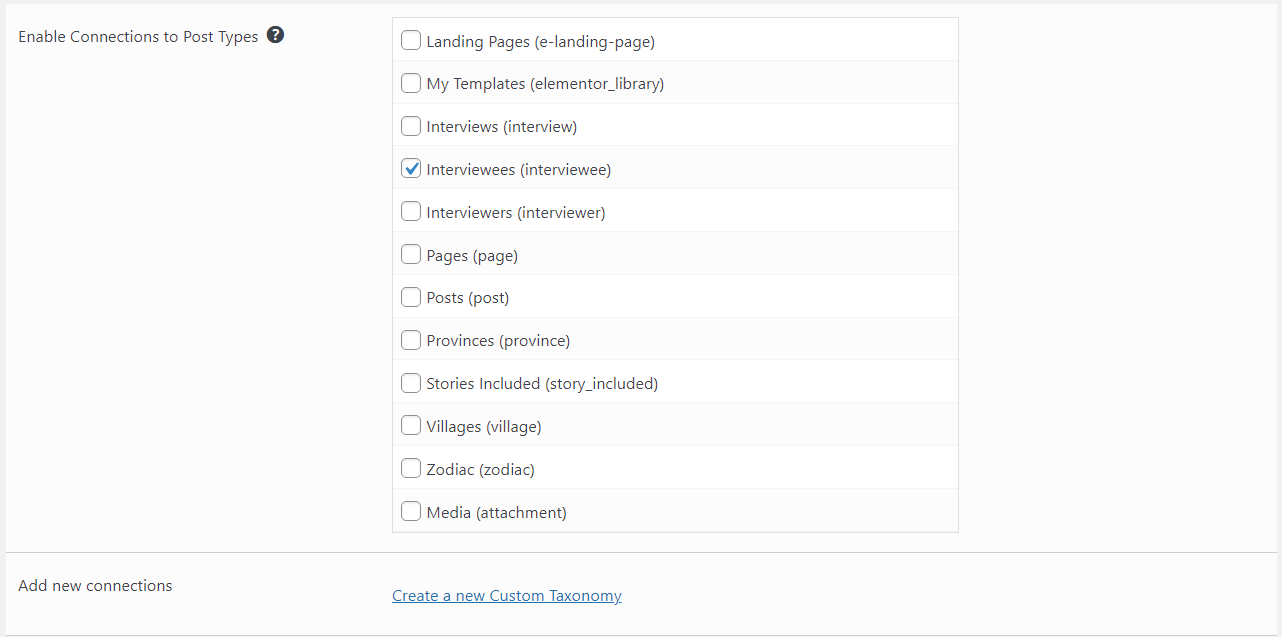 Enable Connections to Post Types ?
Landing Pages (e-landing-page)
My Templates (elementor_library)
Interviews (interview)
Interviewees (interviewee)
Interviewers (interviewer)
Pages (page)
Posts (post)
Provinces (province)
Stories Included (story_included)
Villages (village)
Zodiac (zodiac)
Media (attachment)
Add new connections
Create a new Custom Taxonomy